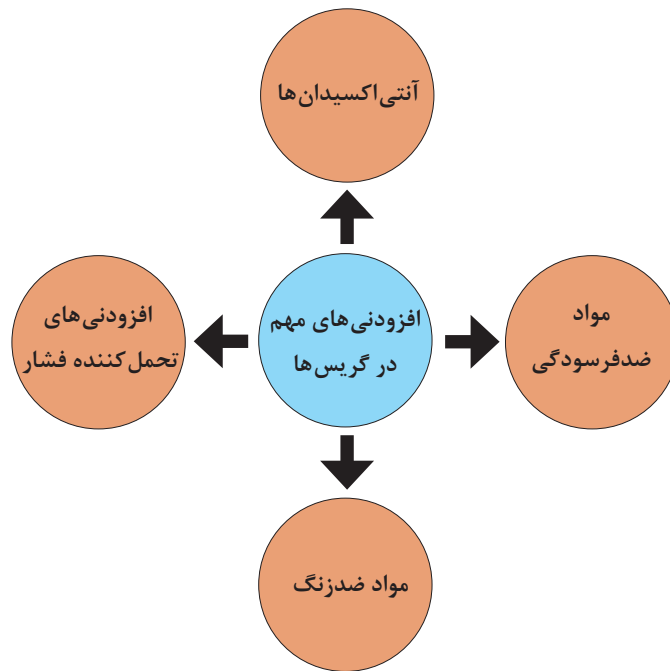 آنتی‌اکسیدان‌ها
افزودنی‌های مهم
در گریس‌ها
مواد
ضدفرسودگی
افزودنی‌های
تحمل‌کننده فشار
مواد ضدزنگ